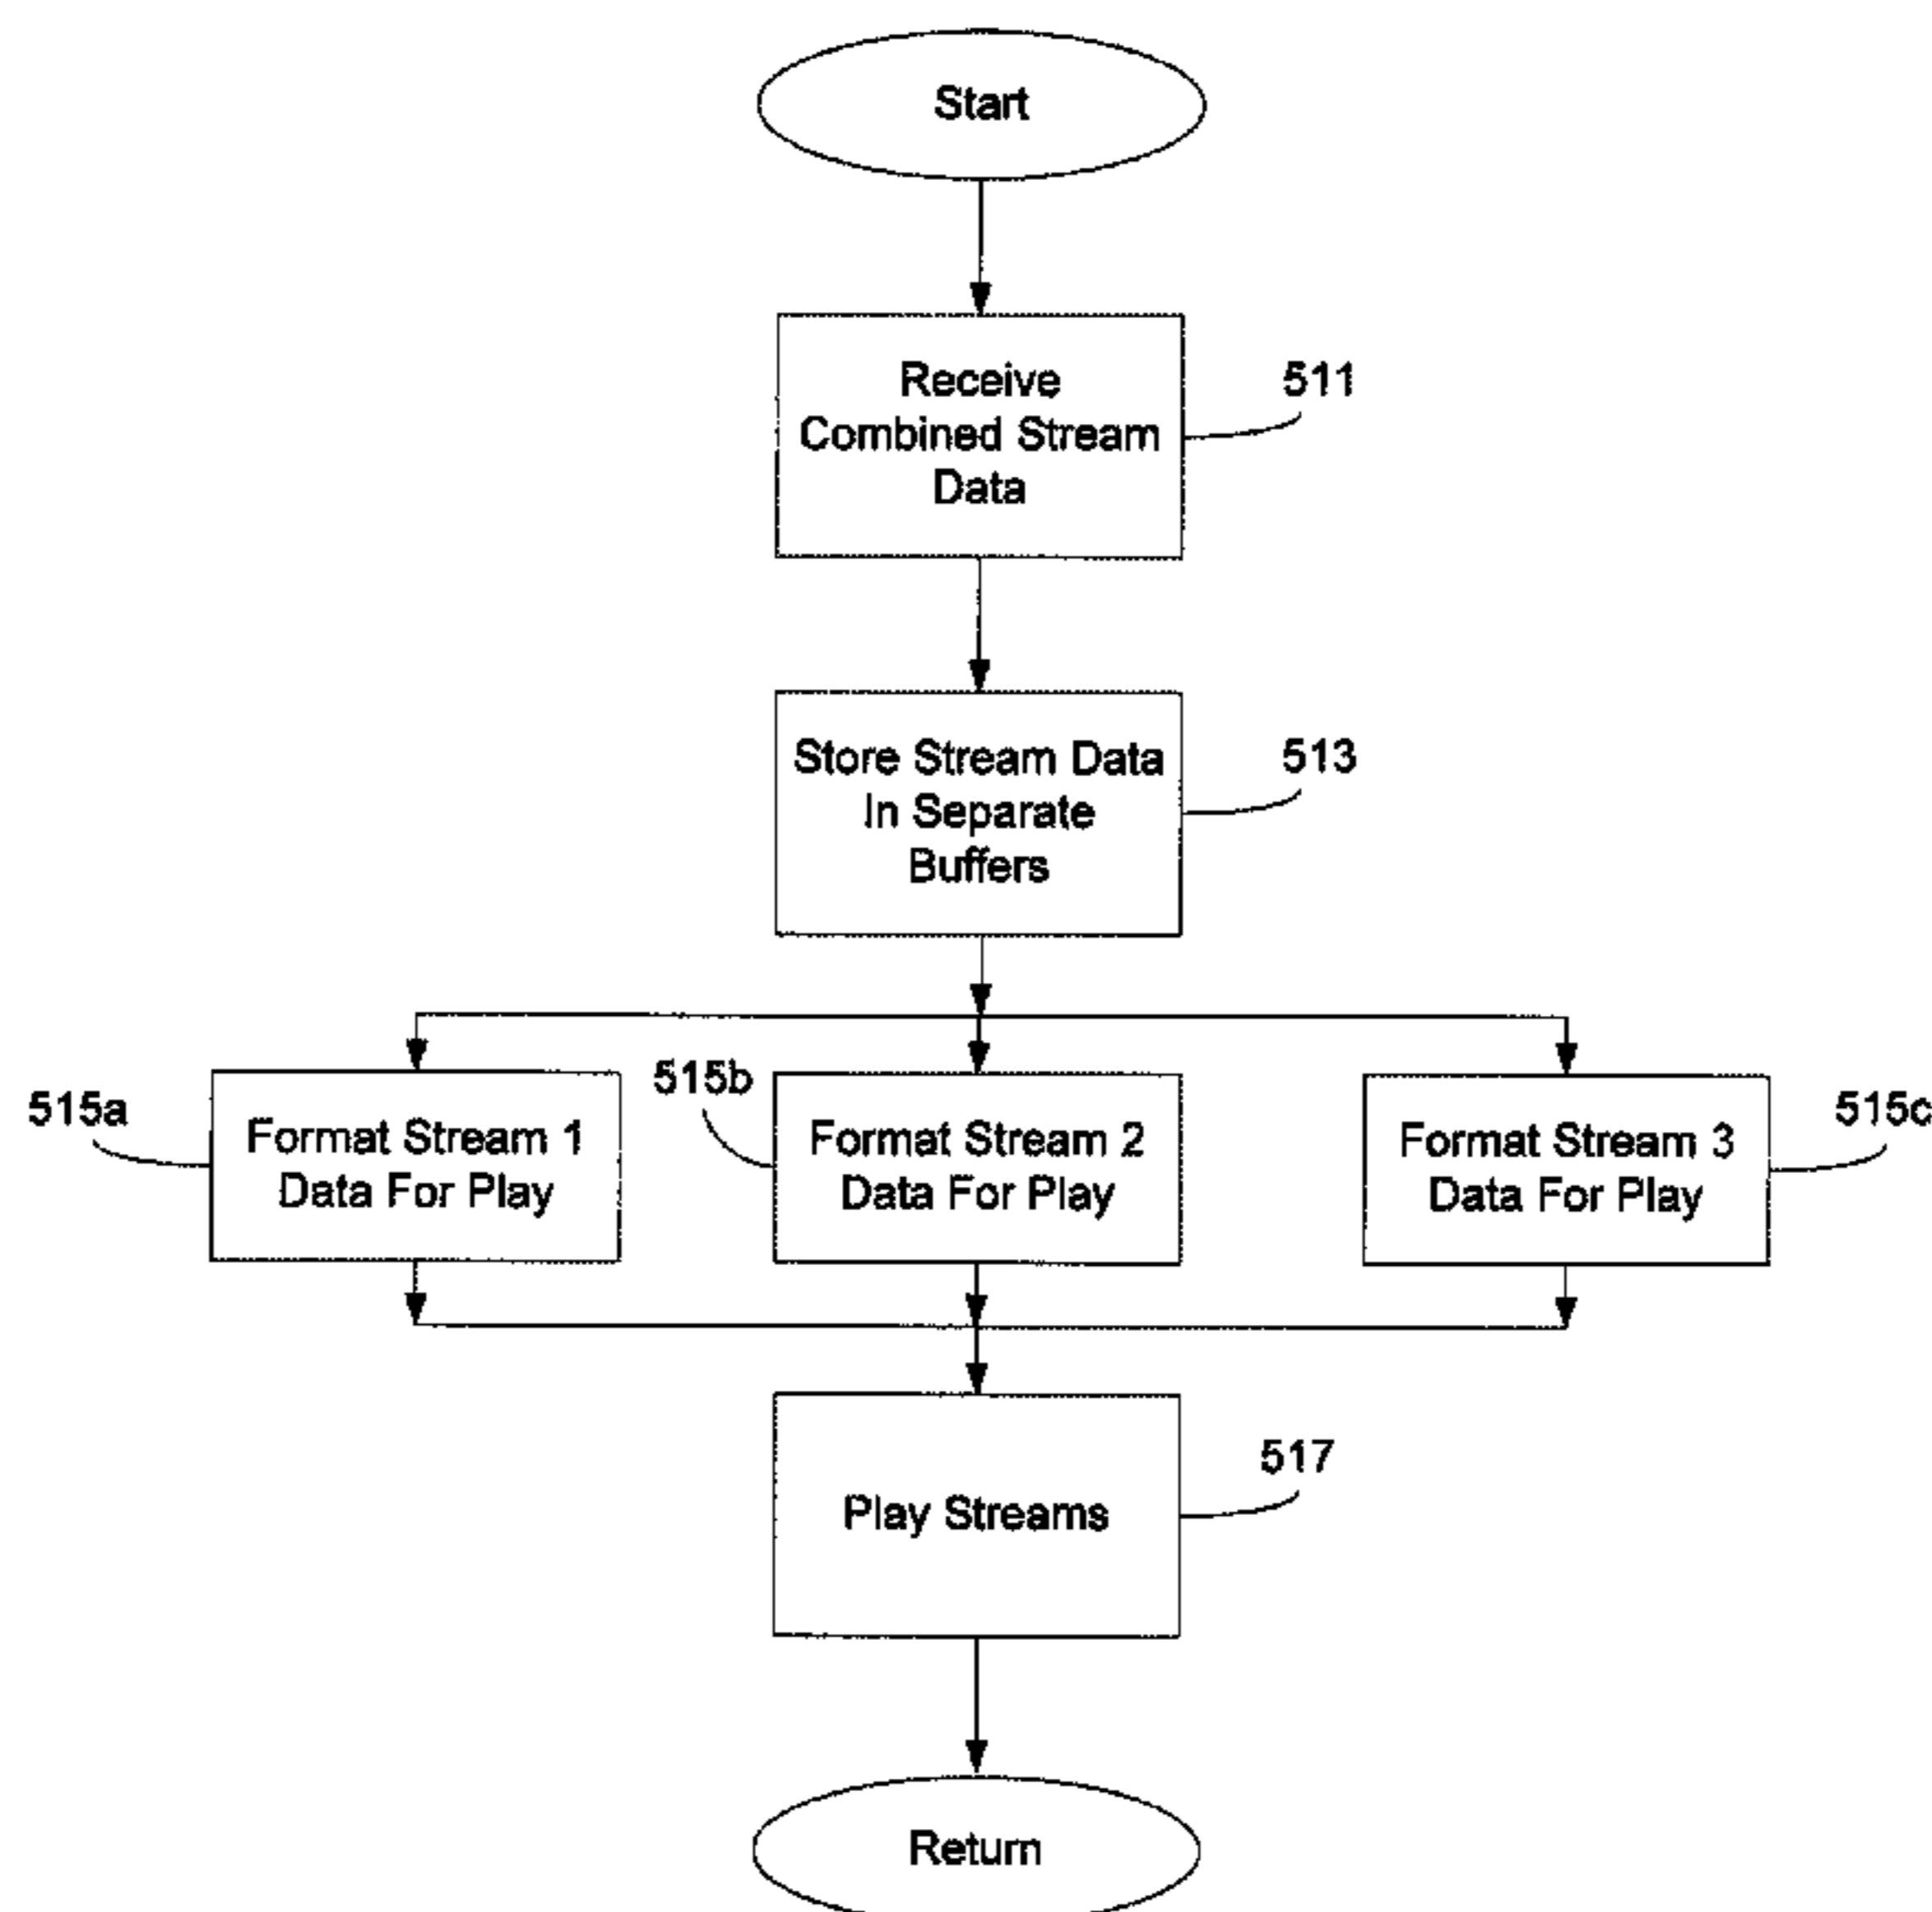 Start
Receive
Combined Stream
Data
511
Store Stream Data
In Separate
Buffers
513
515a
Format Stream 1
Data For Play
515b
Format Stream 2
Data For Play
515c
Format Stream 3
Data For Play
Play Streams
517
Return